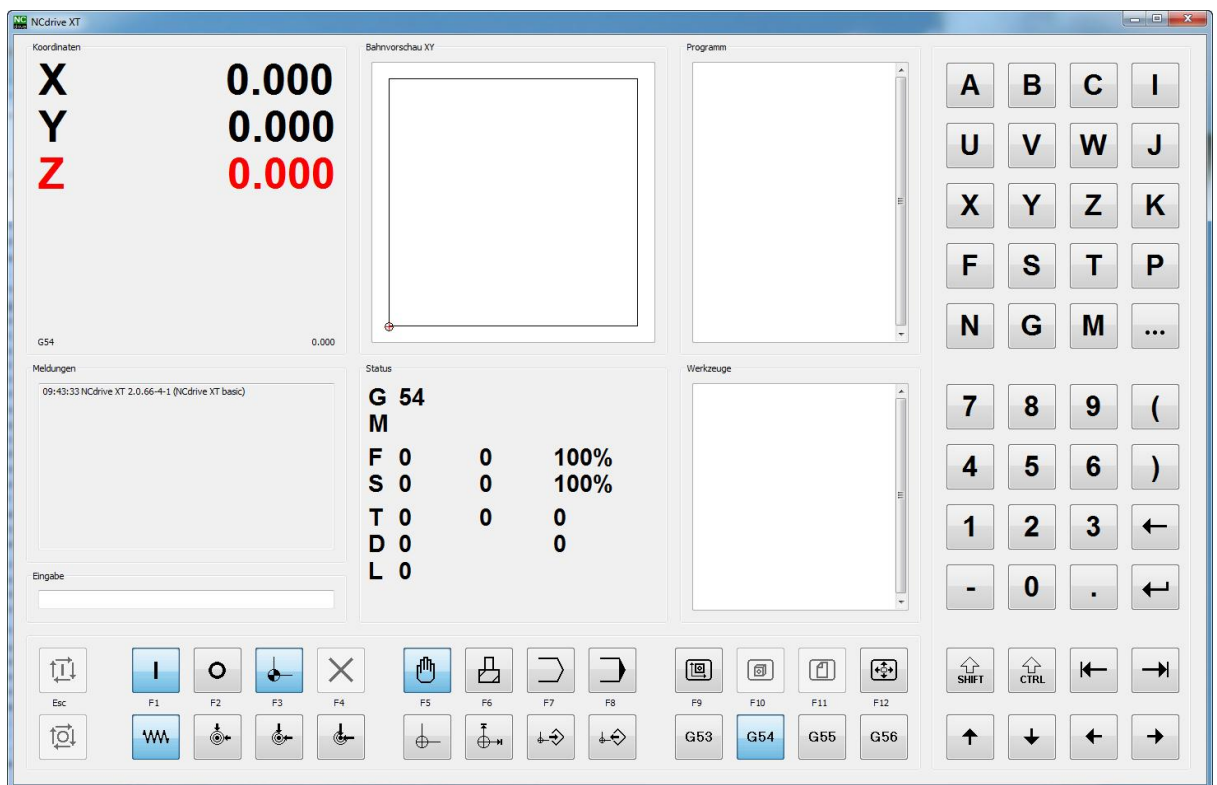 NCdrive XT
Koordinaten
X 0.000
Y 0.000
Z 0.000
G54 0.000
Bahnvorschau XY
Programm
Meldungen
09:43:33 NCdrive XT 2.0.66-4-1 (NCdrive XT basic)
Eingabe
Status
G 54
M
F 0 0 100%
S 0 0 100%
T 0 0 0
D 0 0
L 0
Werkzeuge
A B C I
U V W J
X Y Z K
F S T P
N G M ...
7 8 9 (
4 5 6 )
1 2 3 ←
- 0 . ↵
SHIFT CTRL
Esc F1 F2 F3 F4 F5 F6 F7 F8 F9 F10 F11 F12
G53 G54 G55 G56